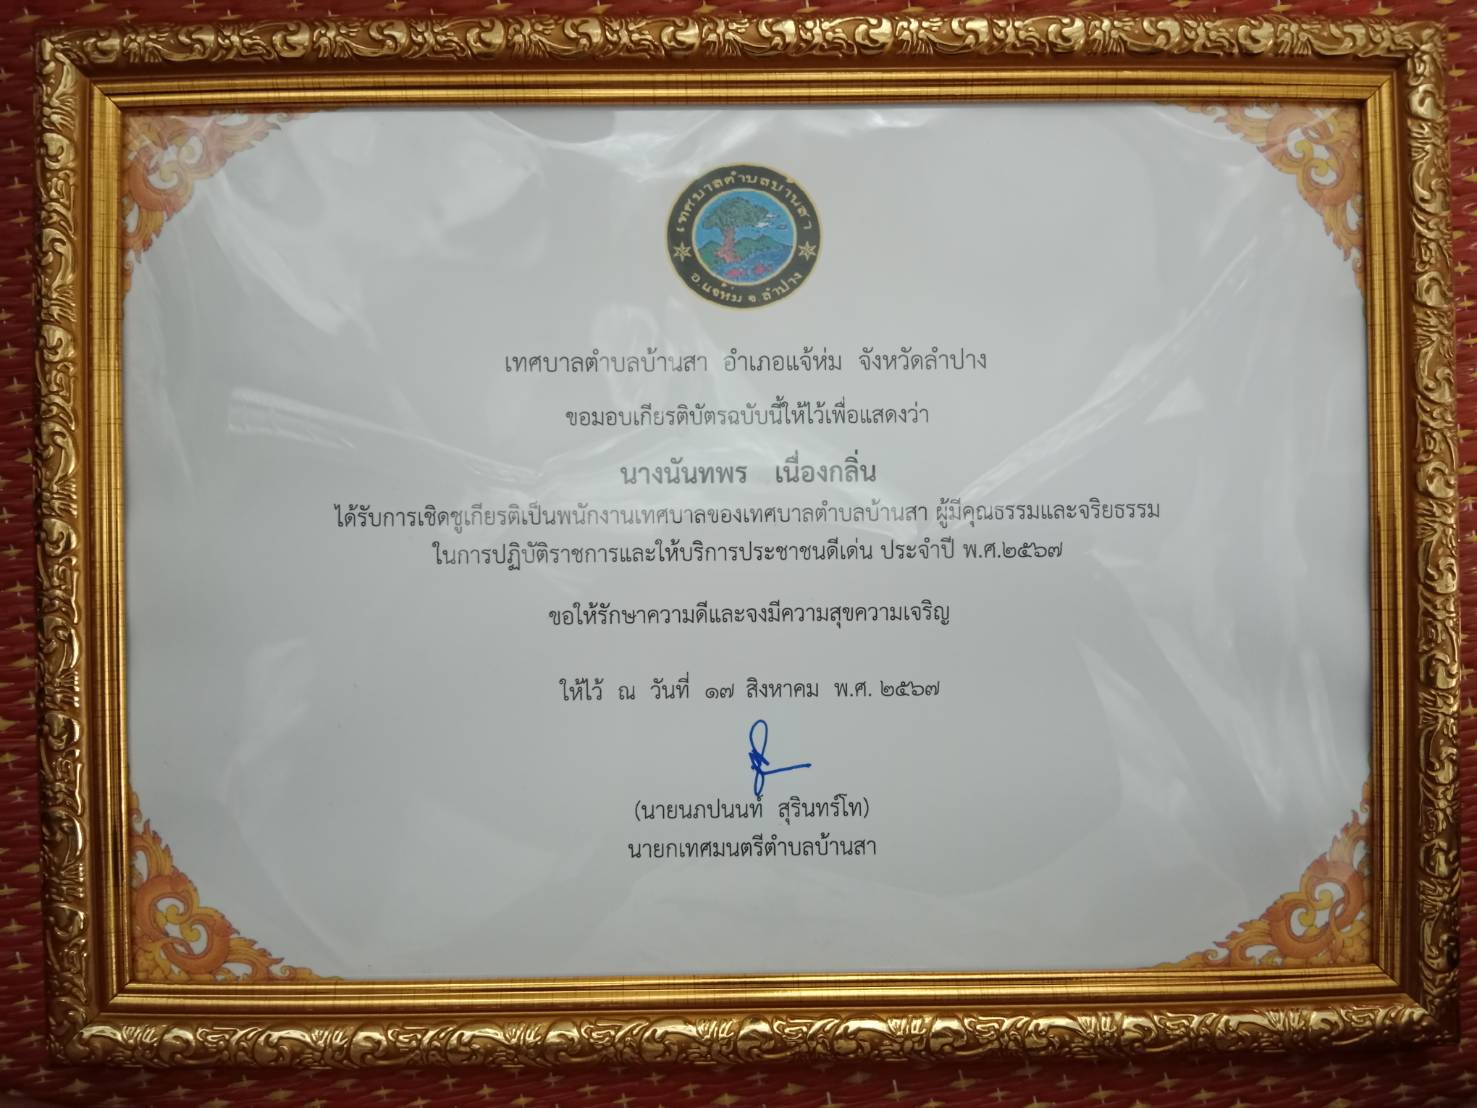 เทศบาลตำบลบ้านสา
อ.แจ้ห่ม จ.ลำปาง
เทศบาลตำบลบ้านสา อำเภอแจ้ห่ม จังหวัดลำปาง
ขอมอบเกียรติบัตรฉบับนี้ให้ไว้เพื่อแสดงว่า
นางนันทพร เนื่องกลิ่น
ได้รับการเชิดชูเกียรติเป็นพนักงานเทศบาลของเทศบาลตำบลบ้านสา ผู้มีคุณธรรมและจริยธรรม
ในการปฏิบัติราชการและให้บริการประชาชนดีเด่น ประจำปี พ.ศ.๒๕๖๗
ขอให้รักษาความดีและจงมีความสุขความเจริญ
ให้ไว้ ณ วันที่ ๑๗ สิงหาคม พ.ศ. ๒๕๖๗
(นายนภปนนท์ สุรินทร์โท)
นายกเทศมนตรีตำบลบ้านสา